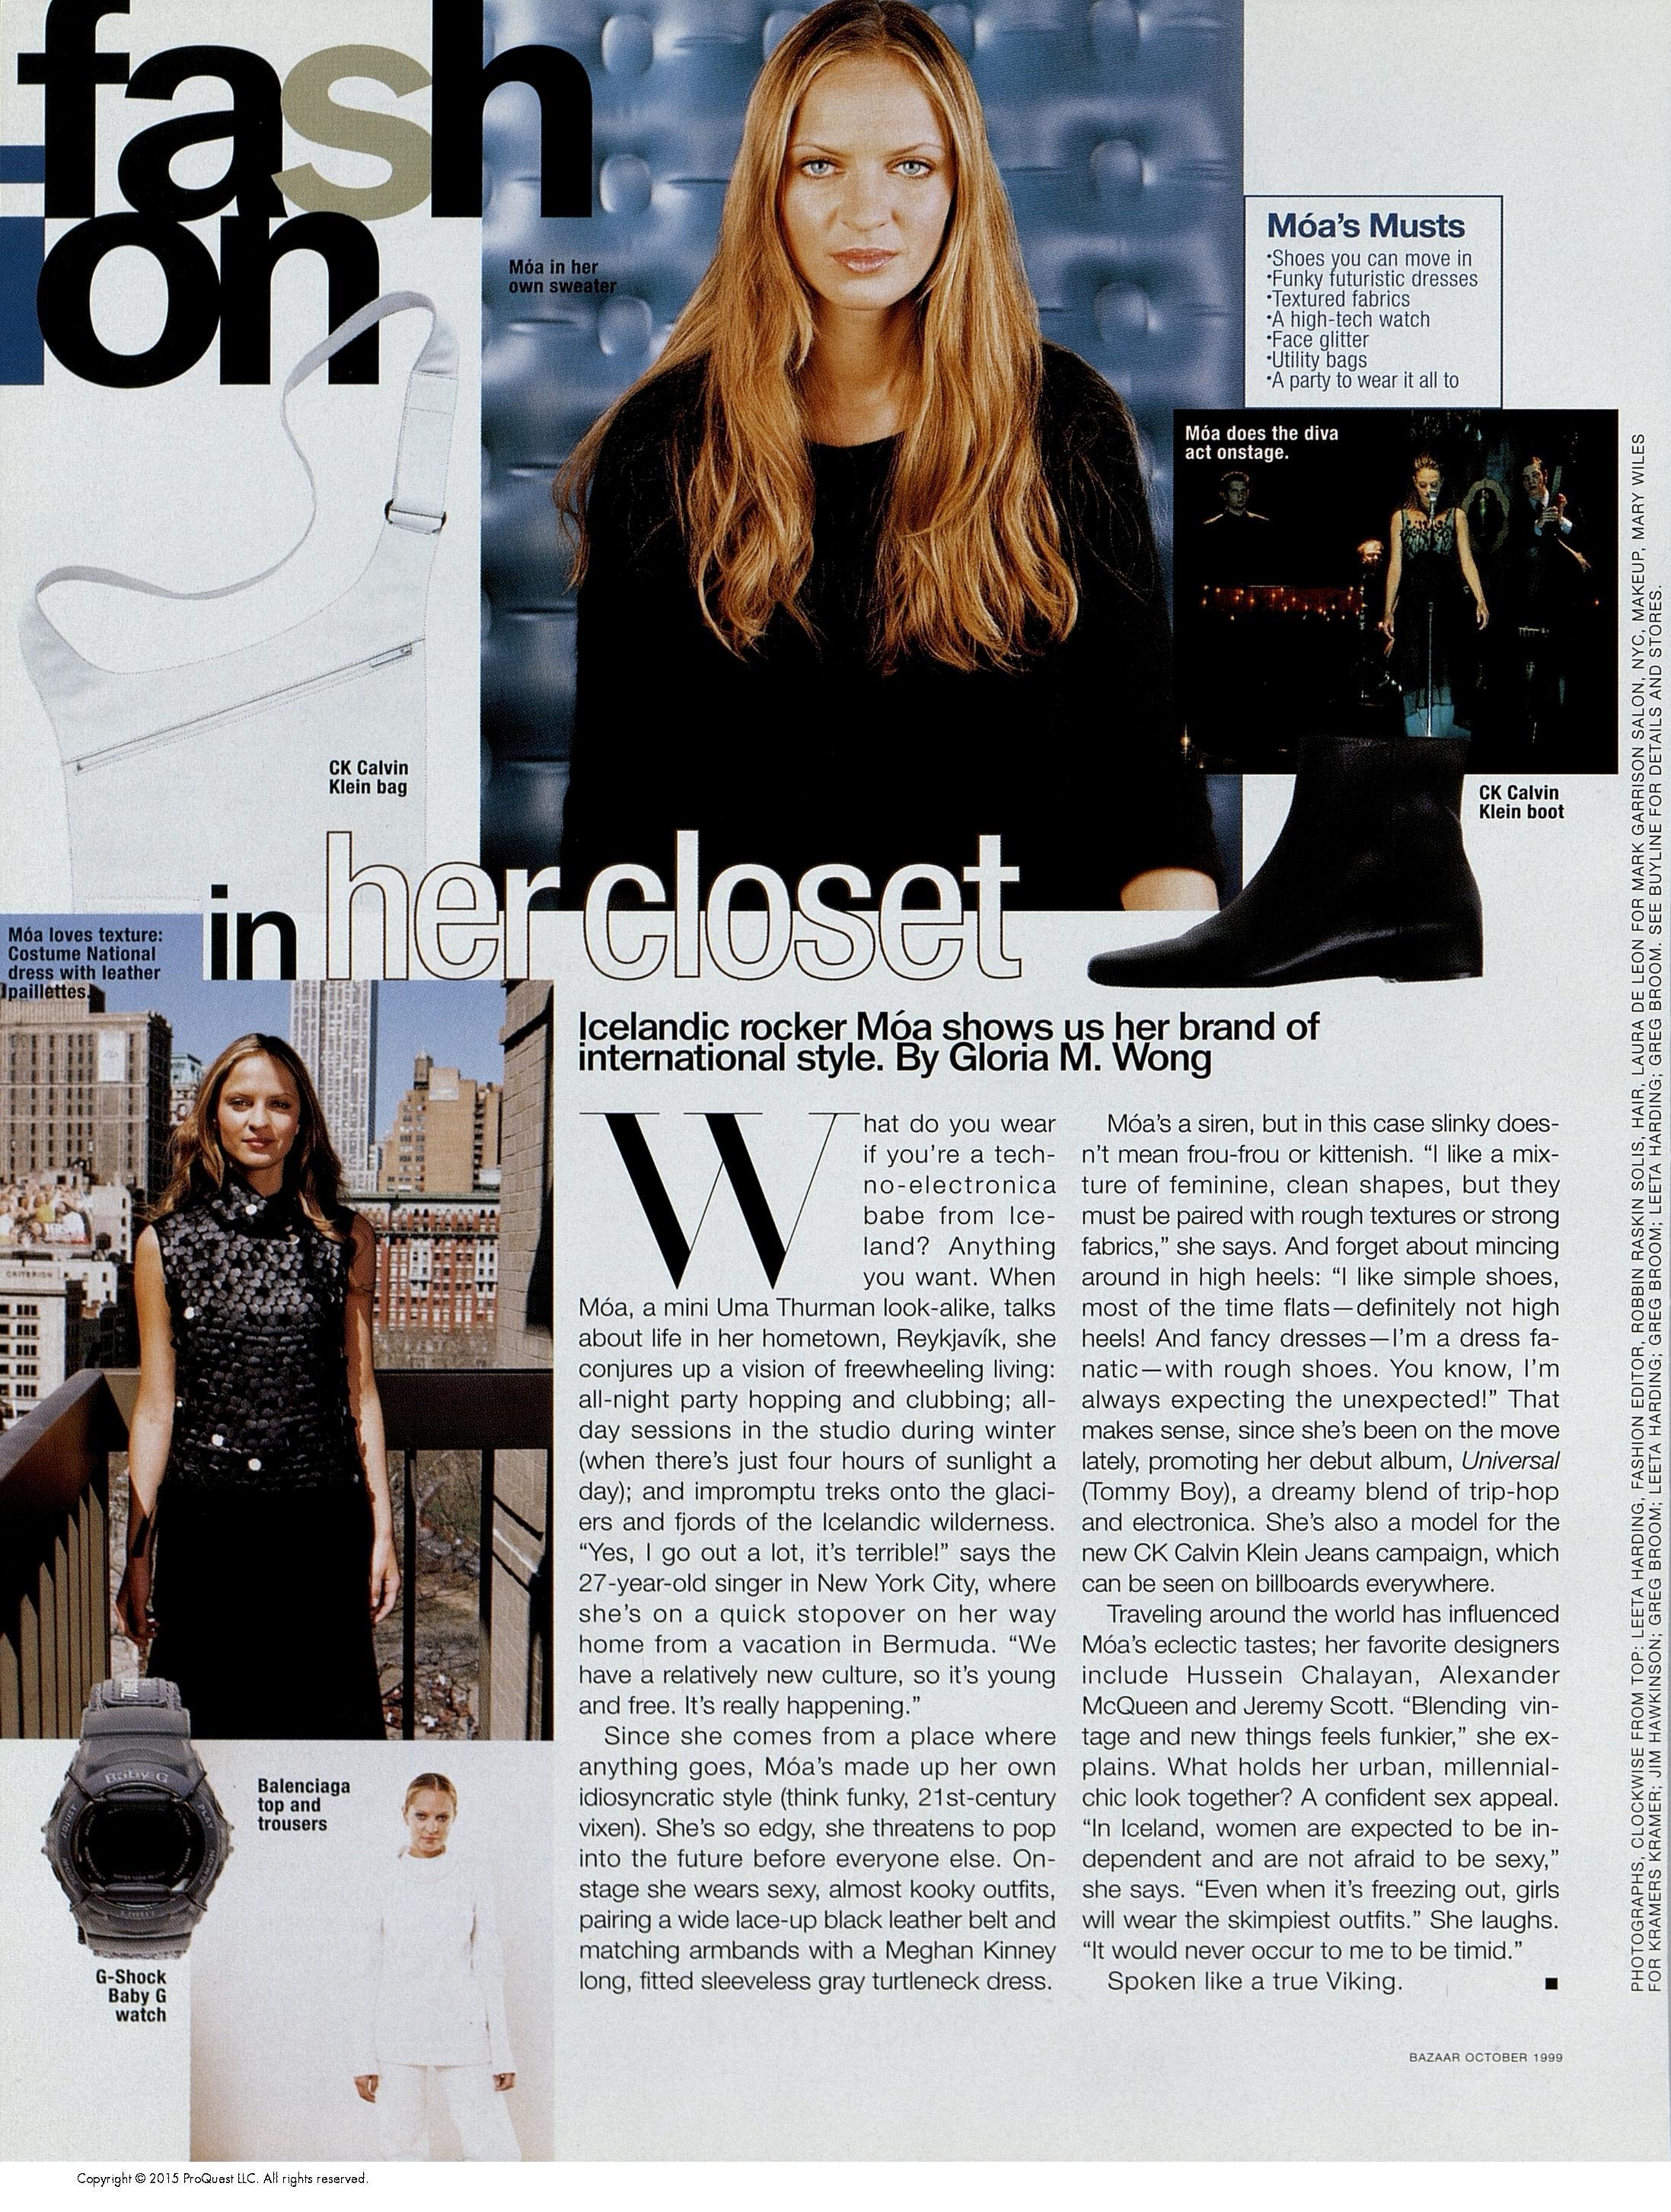 fash
on
Móa in her
own sweater
Móa's Musts
•Shoes you can move in
•Funky futuristic dresses
•Textured fabrics
•A high-tech watch
•Face glitter
•Utility bags
•A party to wear it all to
Móa does the diva
act onstage.
CK Calvin
Klein bag
CK Calvin
Klein boot
in her closet
Móa loves texture:
Costume National
dress with leather
paillettes.
Icelandic rocker Móa shows us her brand of
international style. By Gloria M. Wong
What do you wear
if you're a tech-
no-electronica
babe from Ice-
land? Anything
you want. When
Móa, a mini Uma Thurman look-alike, talks
about life in her hometown, Reykjavík, she
conjures up a vision of freewheeling living:
all-night party hopping and clubbing; all-
day sessions in the studio during winter
(when there's just four hours of sunlight a
day); and impromptu treks onto the glaci-
ers and fjords of the Icelandic wilderness.
“Yes, I go out a lot, it's terrible!” says the
27-year-old singer in New York City, where
she's on a quick stopover on her way
home from a vacation in Bermuda. “We
have a relatively new culture, so it's young
and free. It's really happening.”
Since she comes from a place where
anything goes, Móa's made up her own
idiosyncratic style (think funky, 21st-century
vixen). She's so edgy, she threatens to pop
into the future before everyone else. On-
stage she wears sexy, almost kooky outfits,
pairing a wide lace-up black leather belt and
matching armbands with a Meghan Kinney
long, fitted sleeveless gray turtleneck dress.
Móa's a siren, but in this case slinky does-
n't mean frou-frou or kittenish. “I like a mix-
ture of feminine, clean shapes, but they
must be paired with rough textures or strong
fabrics,” she says. And forget about mincing
around in high heels: “I like simple shoes,
most of the time flats—definitely not high
heels! And fancy dresses—I'm a dress fa-
natic—with rough shoes. You know, I'm
always expecting the unexpected!” That
makes sense, since she's been on the move
lately, promoting her debut album, Universal
(Tommy Boy), a dreamy blend of trip-hop
and electronica. She's also a model for the
new CK Calvin Klein Jeans campaign, which
can be seen on billboards everywhere.
Traveling around the world has influenced
Móa's eclectic tastes; her favorite designers
include Hussein Chalayan, Alexander
McQueen and Jeremy Scott. “Blending vin-
tage and new things feels funkier,” she ex-
plains. What holds her urban, millennial-
chic look together? A confident sex appeal.
“In Iceland, women are expected to be in-
dependent and are not afraid to be sexy,”
she says. “Even when it's freezing out, girls
will wear the skimpiest outfits.” She laughs.
“It would never occur to me to be timid.”
Spoken like a true Viking.
Baby-G
Balenciaga
top and
trousers
G-Shock
Baby G
watch
PHOTOGRAPHS, CLOCKWISE FROM TOP: LEETA HARDING, FASHION EDITOR, ROBBIN RASKIN SOLIS, HAIR, LAURA DE LEON FOR MARK GARRISON SALON, NYC, MAKEUP, MARY WILES
FOR KRAMERS KRAMER; JIM HAWKINSON; GREG BROOM; LEETA HARDING; GREG BROOM; LEETA HARDING; GREG BROOM. SEE BUYLINE FOR DETAILS AND STORES.
BAZAAR OCTOBER 1999
Copyright © 2015 ProQuest LLC. All rights reserved.